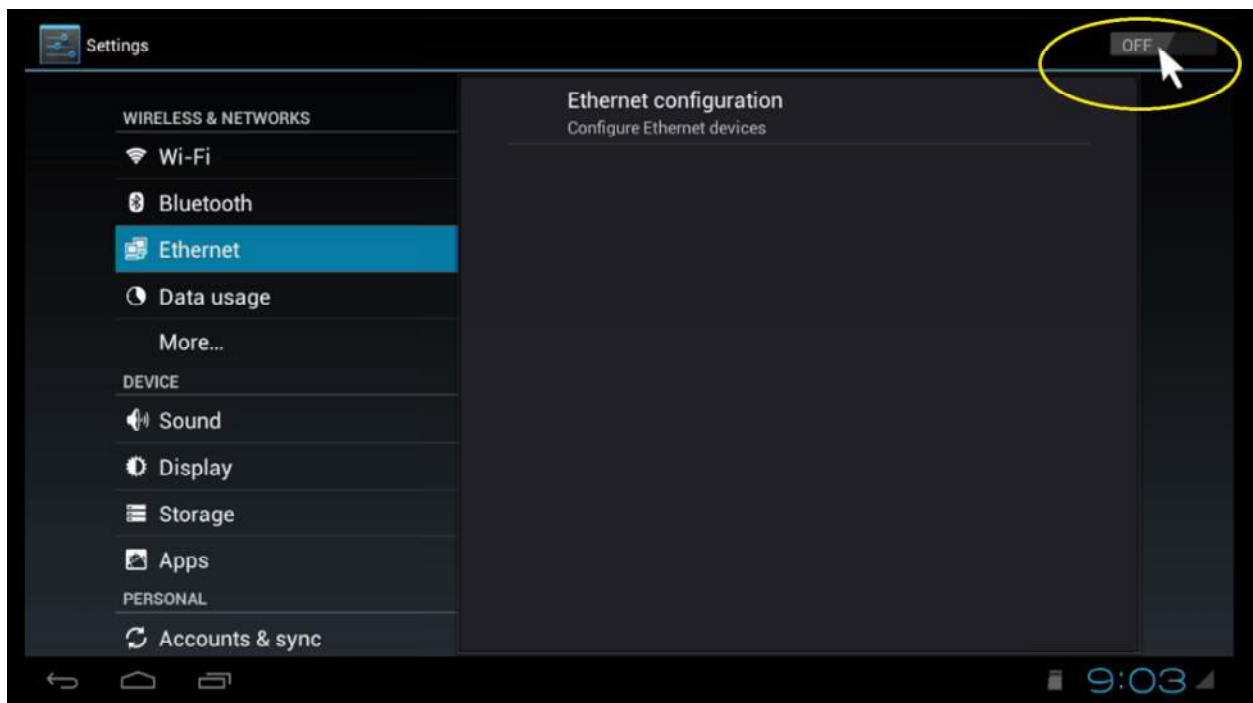 Settings
OFF
WIRELESS & NETWORKS
Wi-Fi
Bluetooth
Ethernet
Data usage
More...
DEVICE
Sound
Display
Storage
Apps
PERSONAL
Accounts & sync
Ethernet configuration
Configure Ethernet devices
9:03